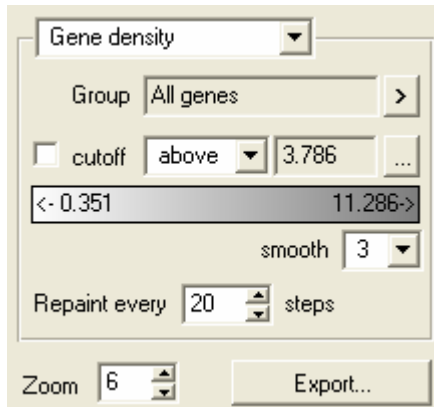 Gene density
Group All genes >
cutoff above 3.786 ...
<- 0.351 11.286->
smooth 3
Repaint every 20 steps
Zoom 6 Export...